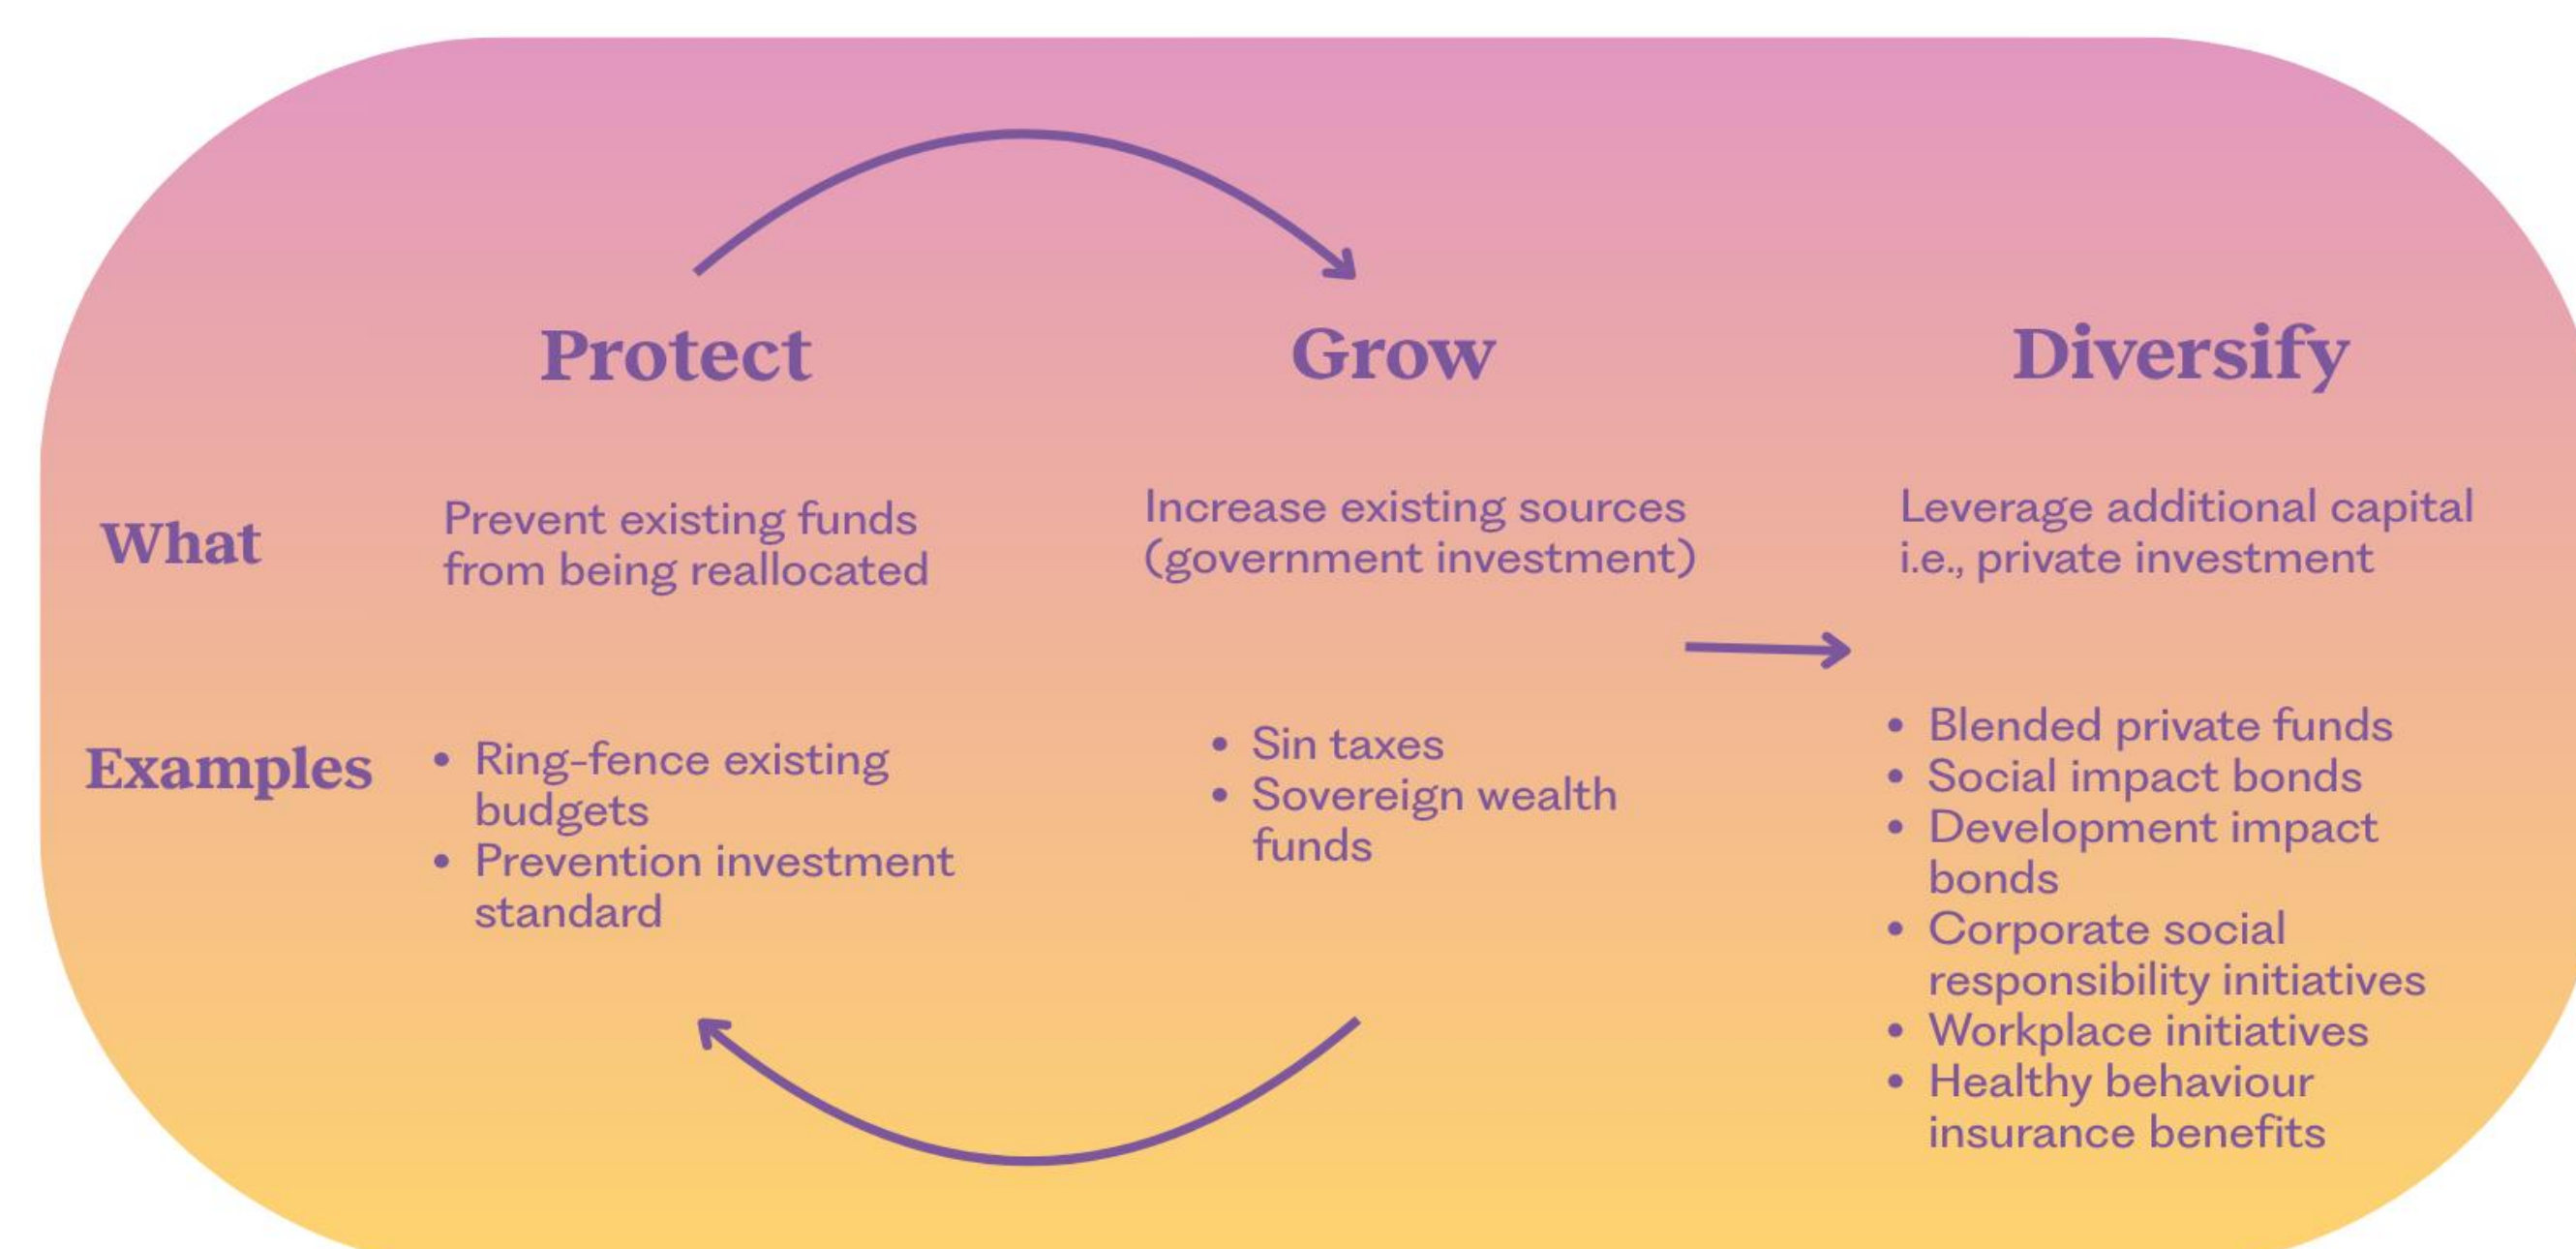 Protect
Grow
Diversify
What
Prevent existing funds
from being reallocated
Increase existing sources
(government investment)
Leverage additional capital
i.e., private investment
Examples
• Ring-fence existing
budgets
• Prevention investment
standard
• Sin taxes
• Sovereign wealth
funds
• Blended private funds
• Social impact bonds
• Development impact
bonds
• Corporate social
responsibility initiatives
• Workplace initiatives
• Healthy behaviour
insurance benefits